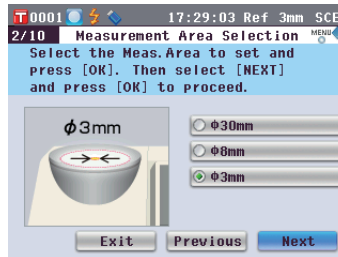 T0001 17:29:03 Ref 3mm SCE
2/10 Measurement Area Selection MENU
Select the Meas.Area to set and
press [OK]. Then select [NEXT]
and press [OK] to proceed.
ϕ3mm
Φ30mm
Φ8mm
Φ3mm
Exit Previous Next